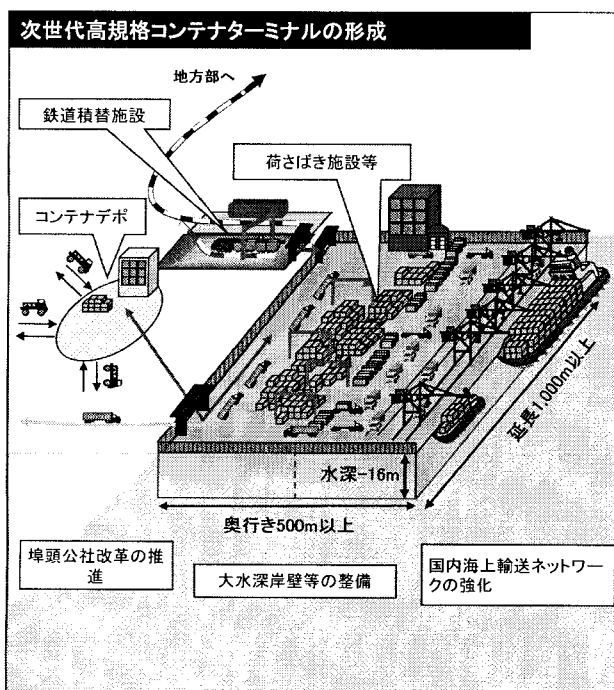 次世代高規格コンテナターミナルの形成
地方部へ
鉄道積替施設
荷さばき施設等
コンテナデポ
延長1,000m以上
水深-16m
奥行き500m以上
埠頭公社改革の推
進
大水深岸壁等の整備
国内海上輸送ネットワー
クの強化